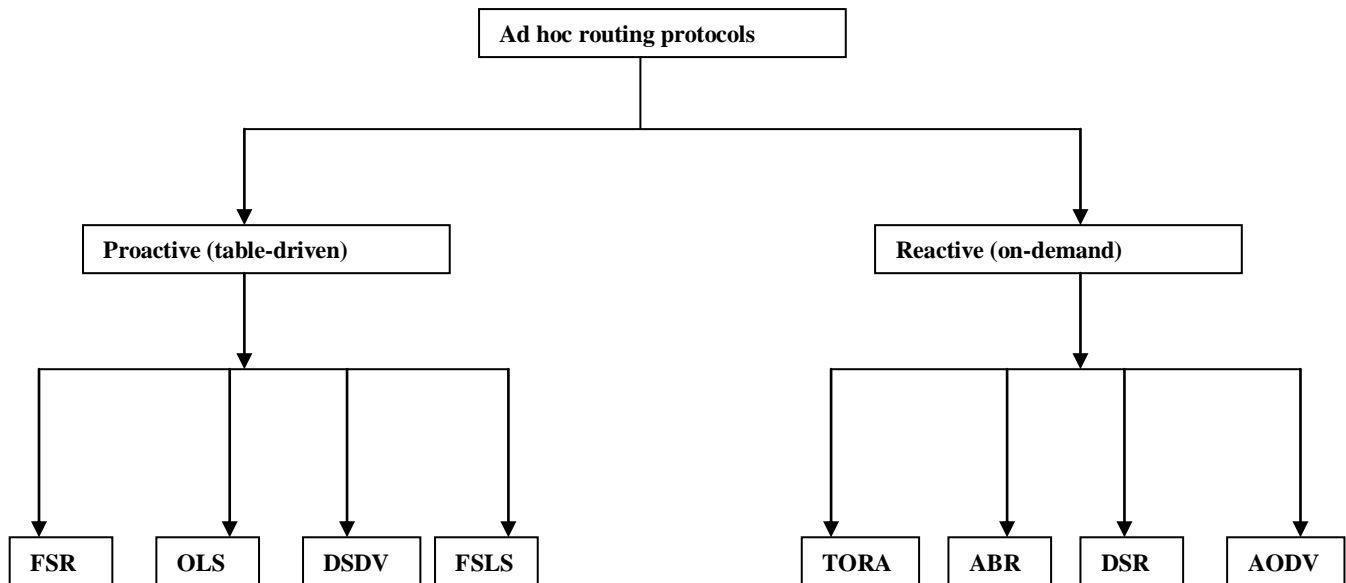 Ad hoc routing protocols
Proactive (table-driven)
Reactive (on-demand)
FSR
OLS
DSDV
FSLS
TORA
ABR
DSR
AODV